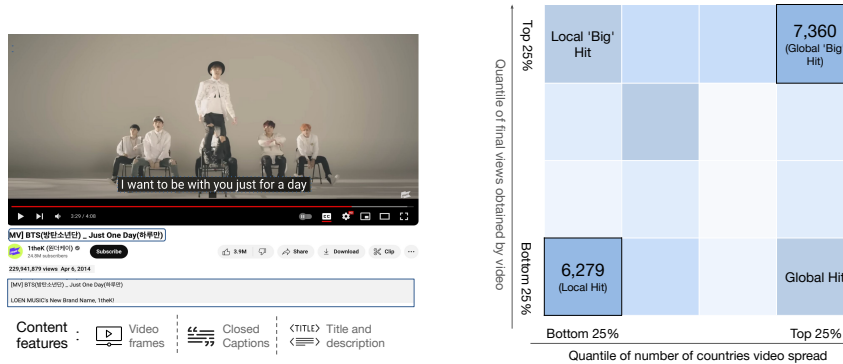 I want to be with you just for a day
3:29 / 4:08
[MV] BTS(방탄소년단) _ Just One Day(하루만)
1theK (원더케이)
24.8M subscribers
Subscribe
3.9M
Share
Download
Clip
229,941,879 views Apr 6, 2014
[MV] BTS(방탄소년단) _ Just One Day(하루만)
LOEN MUSIC's New Brand Name, 1theK!
Content features :
Video frames
Closed Captions
<TITLE>
Title and description
Quantile of final views obtained by video
Top 25%
Bottom 25%
Local 'Big' Hit
7,360
(Global 'Big' Hit)
6,279
(Local Hit)
Global Hit
Bottom 25%
Top 25%
Quantile of number of countries video spread